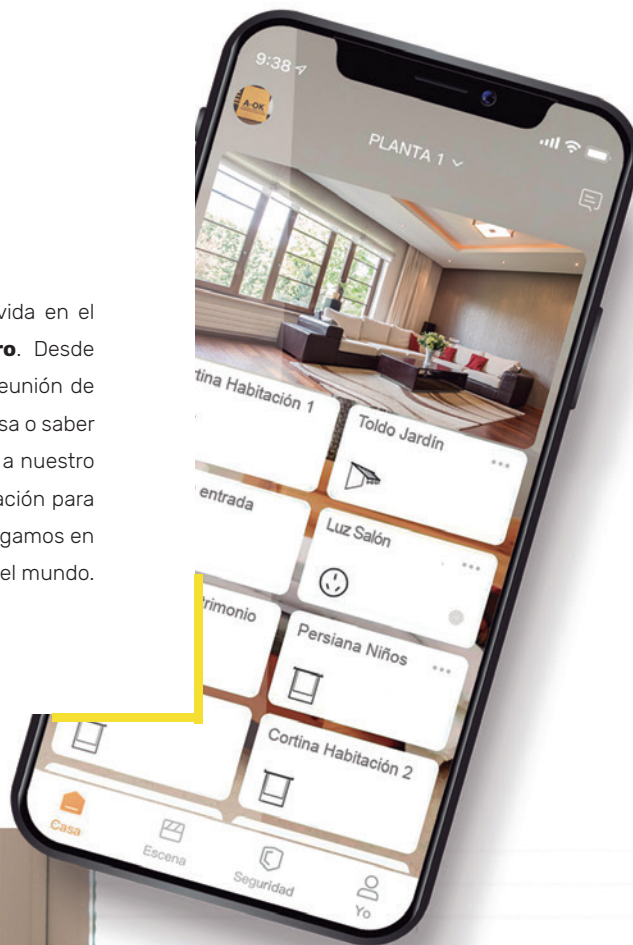 vida en el
ro. Desde
eunión de
sa o saber
a nuestro
ación para
gamos en
el mundo.
9:38
A-OK
PLANTA 1
tina Habitación 1
Toldo Jardín
entrada
Luz Salón
rimonio
Persiana Niños
Cortina Habitación 2
Casa
Escena
Seguridad
Yo